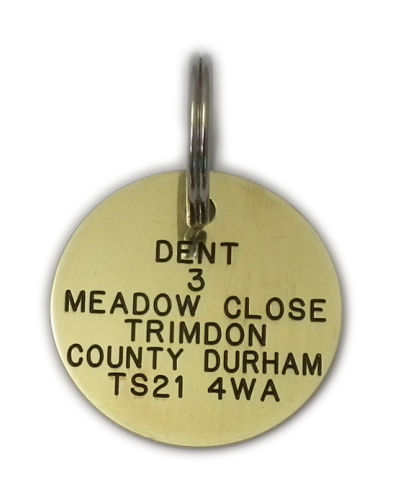 DENT
3
MEADOW CLOSE
TRIMDON
COUNTY DURHAM
TS21 4WA